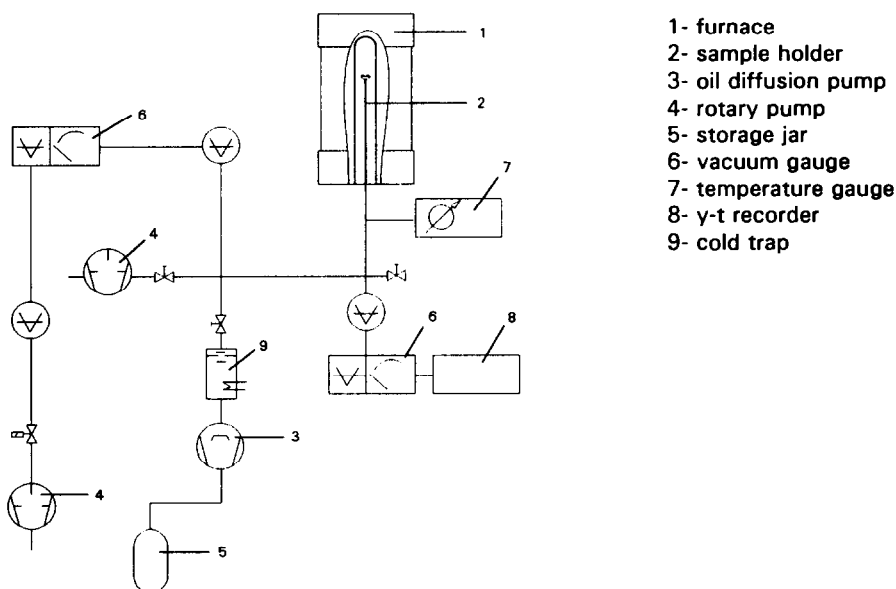 1
2
6
7
4
6
8
9
3
4
5
1- furnace
2- sample holder
3- oil diffusion pump
4- rotary pump
5- storage jar
6- vacuum gauge
7- temperature gauge
8- y-t recorder
9- cold trap